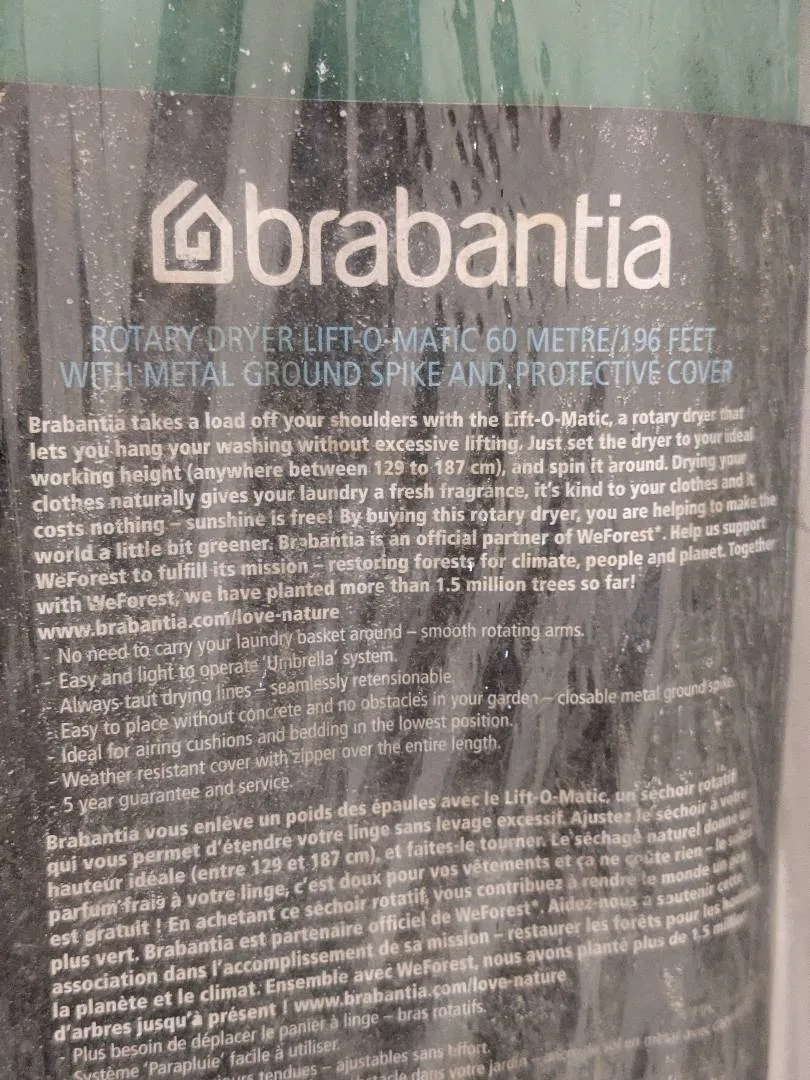 brabantia
ROTARY DRYER LIFT-O-MATIC 60 METRE/196 FEET
WITH METAL GROUND SPIKE AND PROTECTIVE COVER
Brabantia takes a load off your shoulders with the Lift-O-Matic, a rotary dryer that
lets you hang your washing without excessive lifting. Just set the dryer to your ideal
working height (anywhere between 129 to 187 cm), and spin it around. Drying your
clothes naturally gives your laundry a fresh fragrance, it's kind to your clothes and it
costs nothing – sunshine is free! By buying this rotary dryer, you are helping to make the
world a little bit greener. Brabantia is an official partner of WeForest*. Help us support
WeForest to fulfill its mission – restoring forests for climate, people and planet. Together
with WeForest, we have planted more than 1.5 million trees so far!
www.brabantia.com/love-nature
- No need to carry your laundry basket around – smooth rotating arms.
- Easy and light to operate 'Umbrella' system.
- Always taut drying lines – seamlessly retensionable.
- Easy to place without concrete and no obstacles in your garden – closable metal ground spike.
- Ideal for airing cushions and bedding in the lowest position.
- Weather resistant cover with zipper over the entire length.
- 5 year guarantee and service.
Brabantia vous enlève un poids des épaules avec le Lift-O-Matic, un séchoir rotatif
qui vous permet d'étendre votre linge sans levage excessif. Ajustez le séchoir à votre
hauteur idéale (entre 129 et 187 cm), et faites-le tourner. Le séchage naturel donne un
parfum frais à votre linge, c'est doux pour vos vêtements et ça ne coûte rien – le soleil
est gratuit ! En achetant ce séchoir rotatif, vous contribuez à rendre le monde un peu
plus vert. Brabantia est partenaire officiel de WeForest*. Aidez-nous à soutenir cette
association dans l'accomplissement de sa mission – restaurer les forêts pour les
la planète et le climat. Ensemble avec WeForest, nous avons planté plus de 1.5 million
d'arbres jusqu'à présent ! www.brabantia.com/love-nature
- Plus besoin de déplacer le panier à linge – bras rotatifs.
Système 'Parapluie' facile à utiliser.
tendues – ajustables sans effort.
dans votre jardin